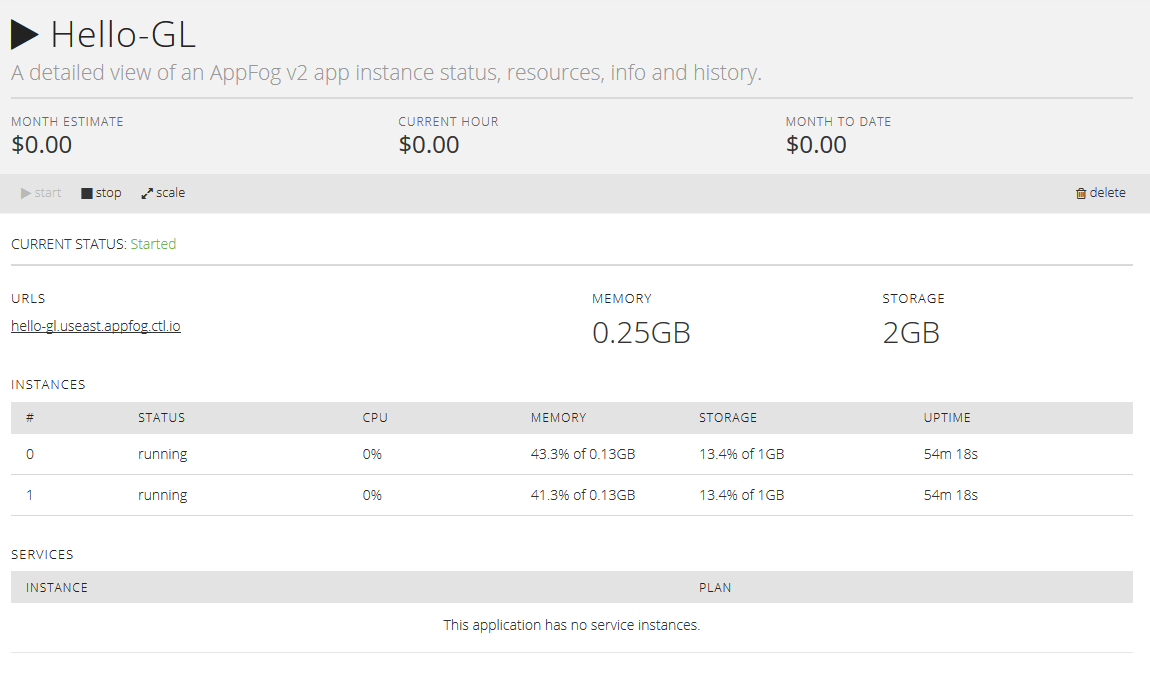 Hello-GL
A detailed view of an AppFog v2 app instance status, resources, info and history.
MONTH ESTIMATE CURRENT HOUR MONTH TO DATE
$0.00 $0.00 $0.00
start stop scale delete
CURRENT STATUS: Started
URLS MEMORY STORAGE
hello-gl.useast.appfog.ctl.io 0.25GB 2GB
INSTANCES
# STATUS CPU MEMORY STORAGE UPTIME
0 running 0% 43.3% of 0.13GB 13.4% of 1GB 54m 18s
1 running 0% 41.3% of 0.13GB 13.4% of 1GB 54m 18s
SERVICES
INSTANCE PLAN
This application has no service instances.